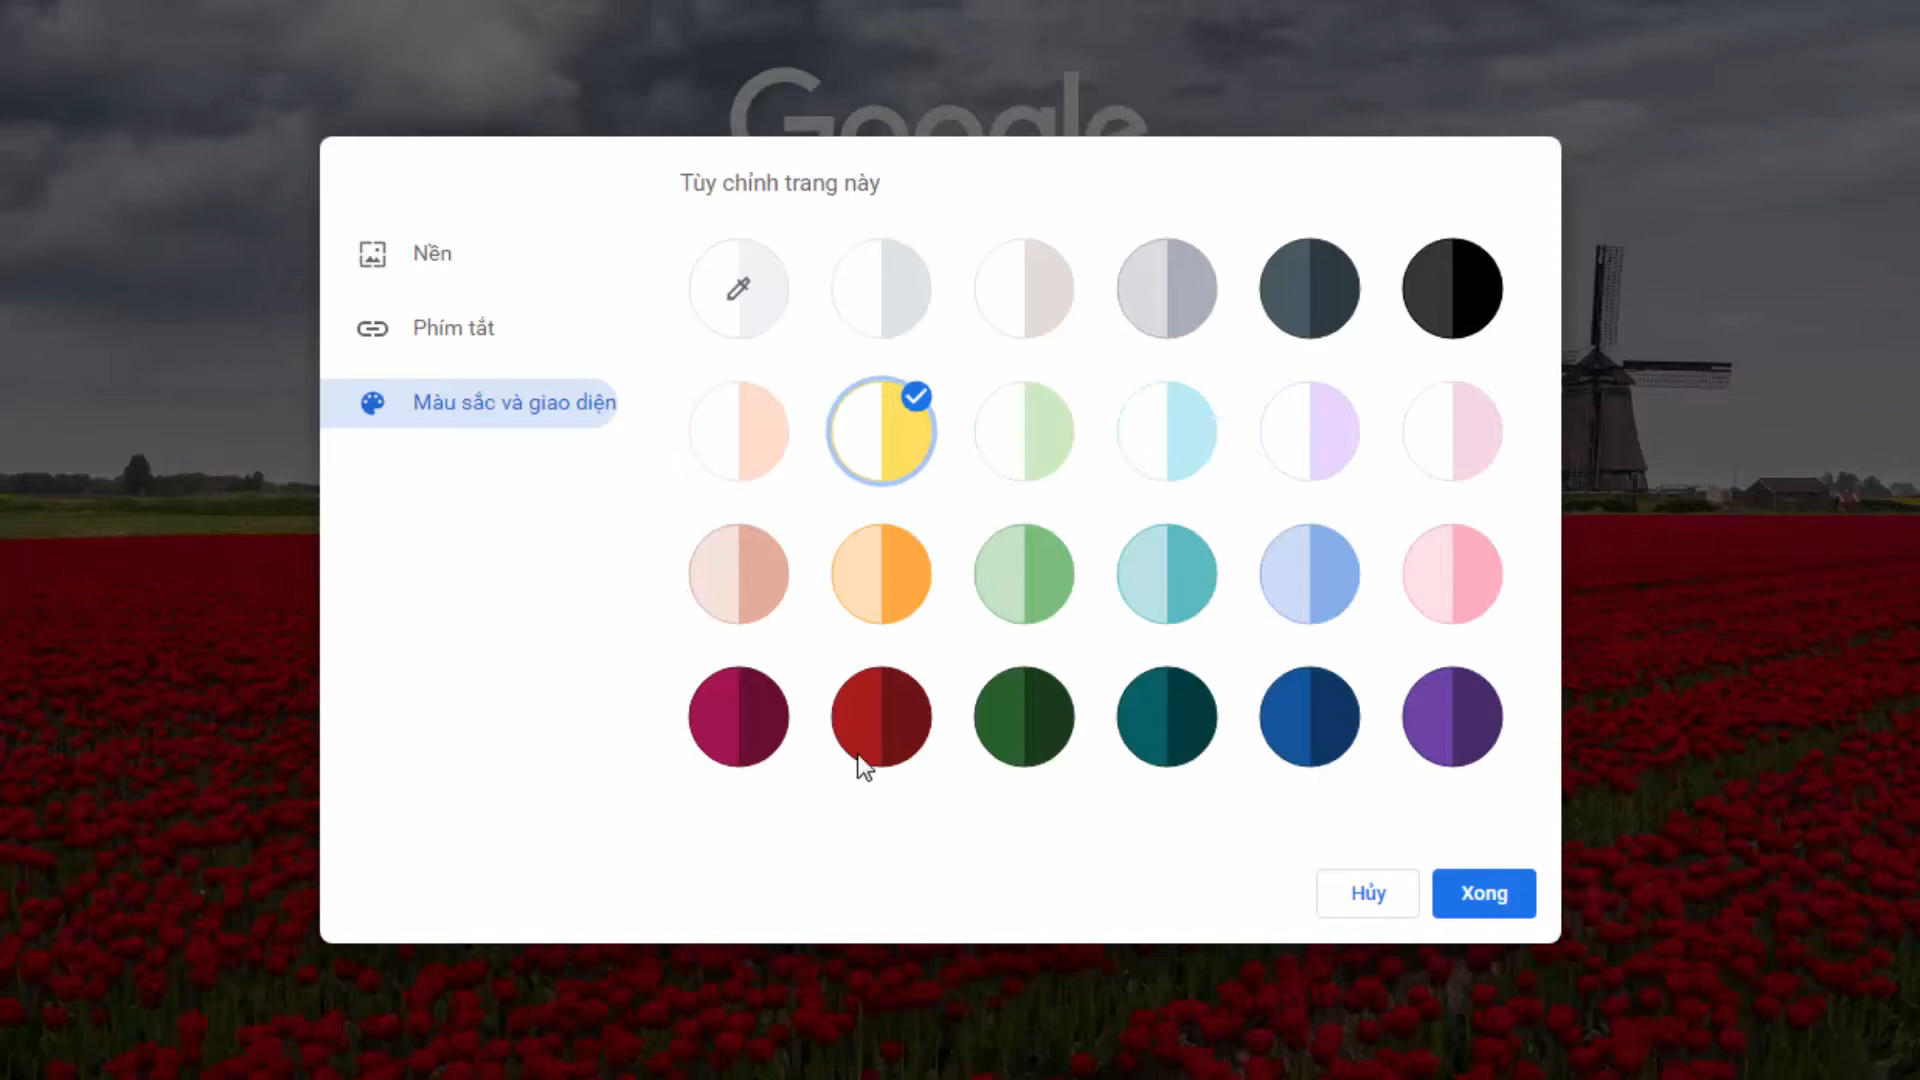 Google
Tùy chỉnh trang này
Nền
Phím tắt
Màu sắc và giao diện
Hủy
Xong